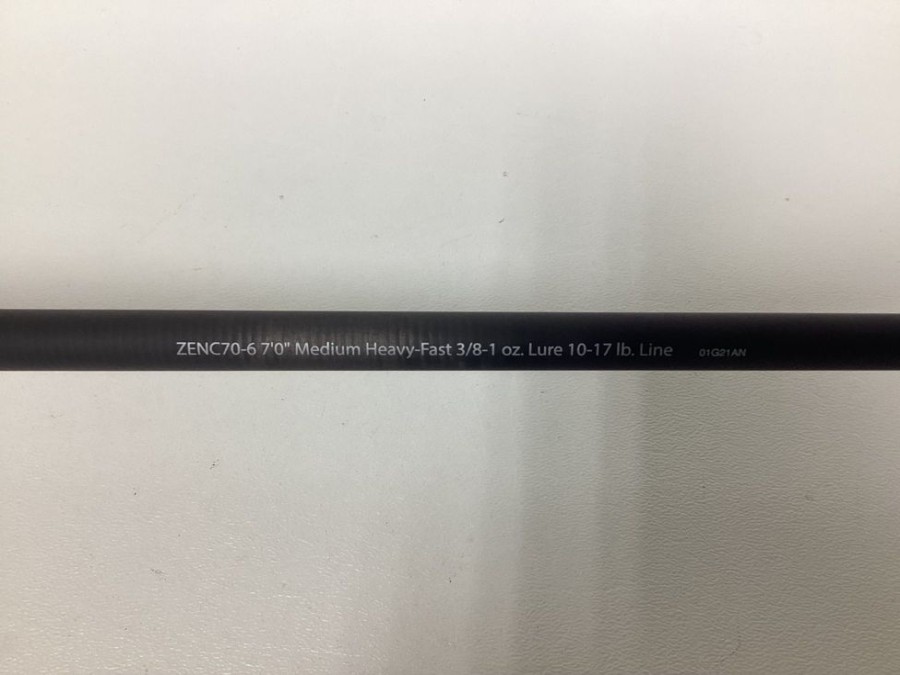 ZENC70-6 7'0" Medium Heavy-Fast 3/8-1 oz. Lure 10-17 lb. Line 01G21AN